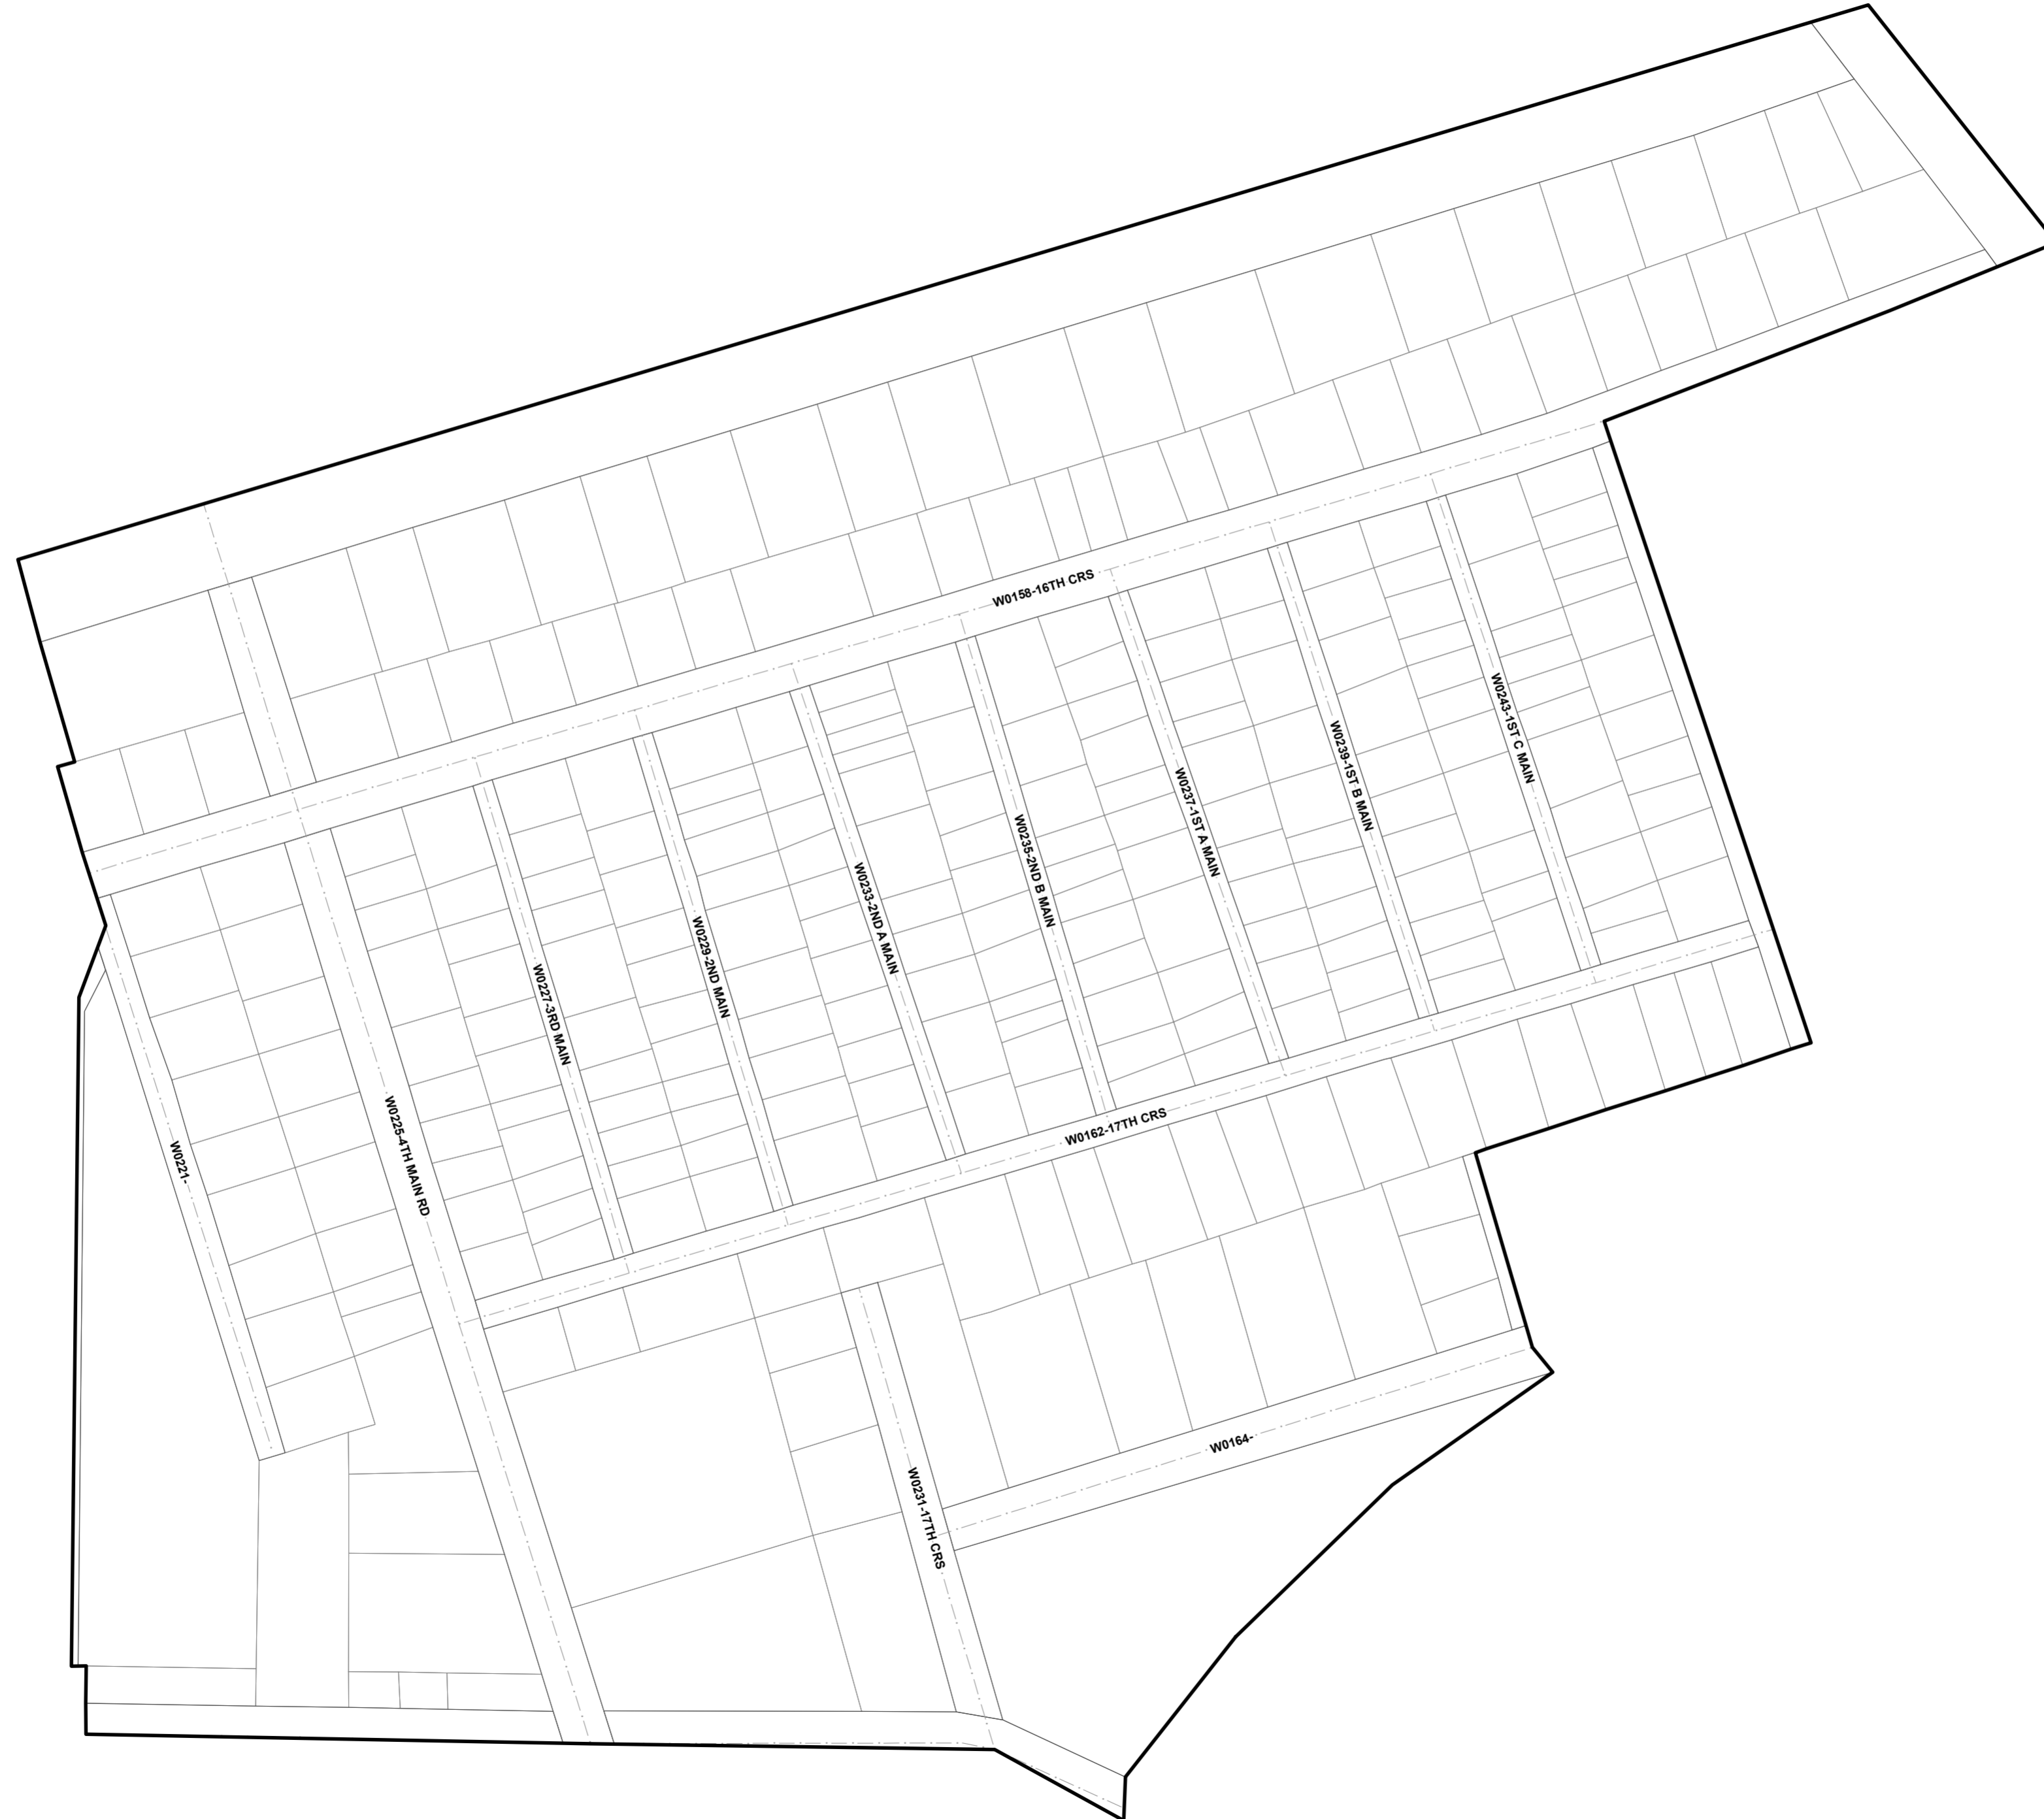 W0158-16TH CRS
W0243-1ST C MAIN
W0239-1ST B MAIN
W0237-1ST A MAIN
W0235-2ND B MAIN
W0233-2ND A MAIN
W0229-2ND MAIN
W0227-3RD MAIN
W0225-4TH MAIN RD
W0221-
W0162-17TH CRS
W0164-
W0231-17TH CRS